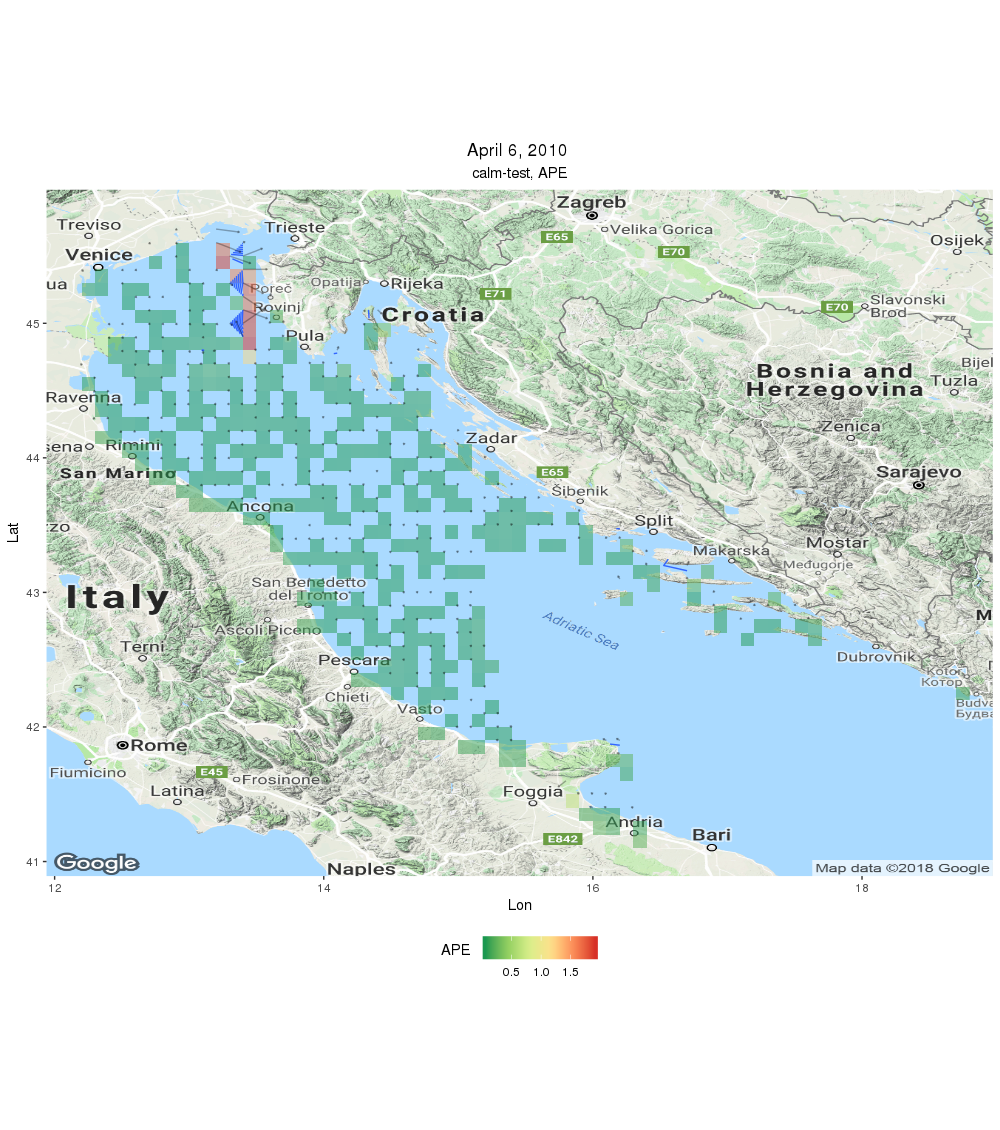 April 6, 2010
calm-test, APE
Zagreb
Treviso
Trieste
Velika Gorica
E65
Osijek
Venice
E70
ua
Poreč
Opatija
Rijeka
E71
Slavonski
Brod
E70
Rovinj
Croatia
45
Pula
Bosnia and
Herzegovina
Bijel
Tuzla
Ravenna
Zenica
Zadar
sena
Rimini
44
San Marino
E65
Sarajevo
Šibenik
Ancona
Split
zzo
Mostar
Makarska
Međugorje
Lat
San Benedetto
del Tronto
43
Italy
Adriatic Sea
M
Ascoli Piceno
Terni
Dubrovnik
Pescara
Kotor
Котор
Chieti
Budva
Будва
Vasto
42
Rome
Fiumicino
E45
Frosinone
Latina
Foggia
Andria
Bari
E842
41
Google
Naples
Map data ©2018 Google
12
14
16
18
Lon
APE
0.5
1.0
1.5